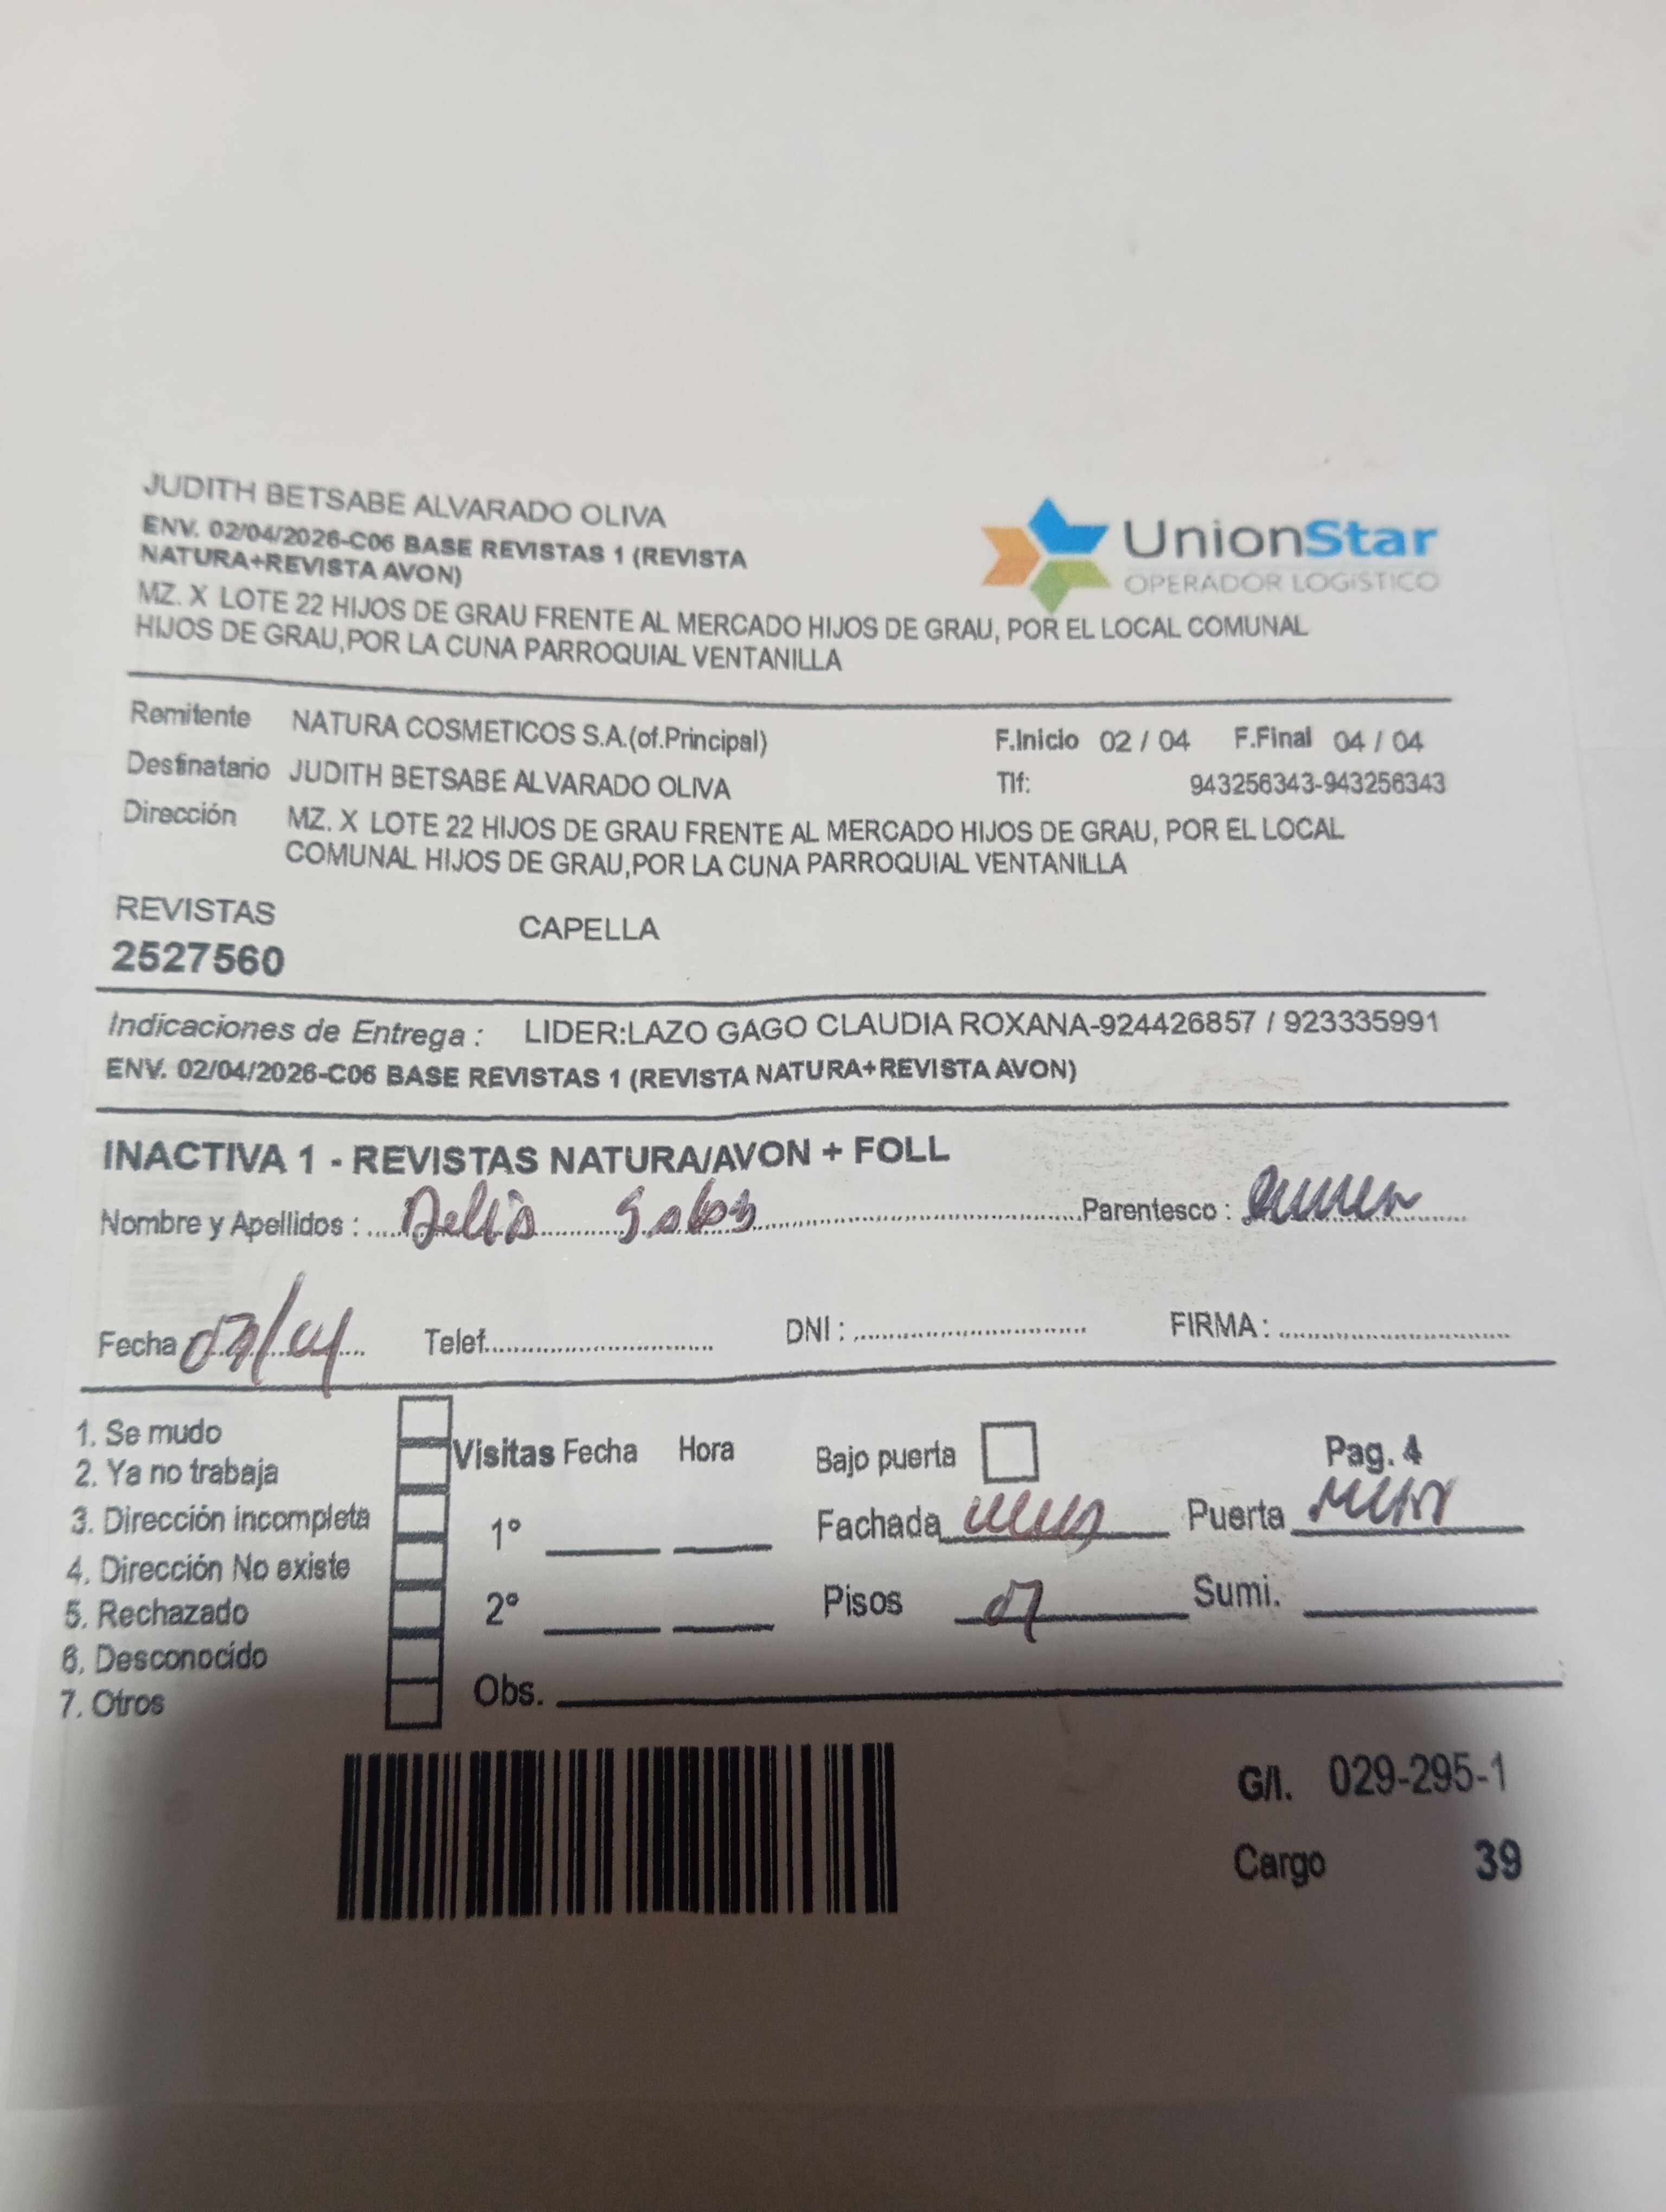 JUDITH BETSABE ALVARADO OLIVA
ENV. 02/04/2026-C06 BASE REVISTAS 1 (REVISTA
NATURA+REVISTA AVON)
MZ. X LOTE 22 HIJOS DE GRAU FRENTE AL MERCADO HIJOS DE GRAU, POR EL LOCAL COMUNAL
HIJOS DE GRAU,POR LA CUNA PARROQUIAL VENTANILLA
UnionStar
OPERADOR LOGÍSTICO
Remitente NATURA COSMETICOS S.A.(of.Principal) F.Inicio 02 / 04 F.Final 04 / 04
Destinatario JUDITH BETSABE ALVARADO OLIVA Tlf: 943256343-943256343
Dirección MZ. X LOTE 22 HIJOS DE GRAU FRENTE AL MERCADO HIJOS DE GRAU, POR EL LOCAL
COMUNAL HIJOS DE GRAU,POR LA CUNA PARROQUIAL VENTANILLA
REVISTAS CAPELLA
2527560
Indicaciones de Entrega : LIDER:LAZO GAGO CLAUDIA ROXANA-924426857 / 923335991
ENV. 02/04/2026-C06 BASE REVISTAS 1 (REVISTA NATURA+REVISTA AVON)
INACTIVA 1 - REVISTAS NATURA/AVON + FOLL
Nombre y Apellidos : Delia Parentesco :
Fecha Telef. DNI : FIRMA :
1. Se mudo
2. Ya no trabaja
3. Dirección incompleta
4. Dirección No existe
5. Rechazado
6. Desconocido
7. Otros
Visitas Fecha Hora
1°
2°
Obs.
Bajo puerta Pag. 4
Fachada Puerta
Pisos Sumi.
G/I. 029-295-1
Cargo 39